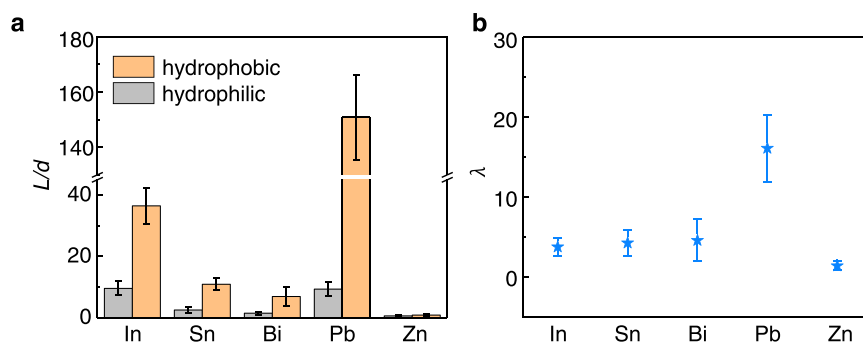 a
180
160
140
40
20
0
L/d
hydrophobic
hydrophilic
In Sn Bi Pb Zn
b
30
20
10
0
λ
In Sn Bi Pb Zn